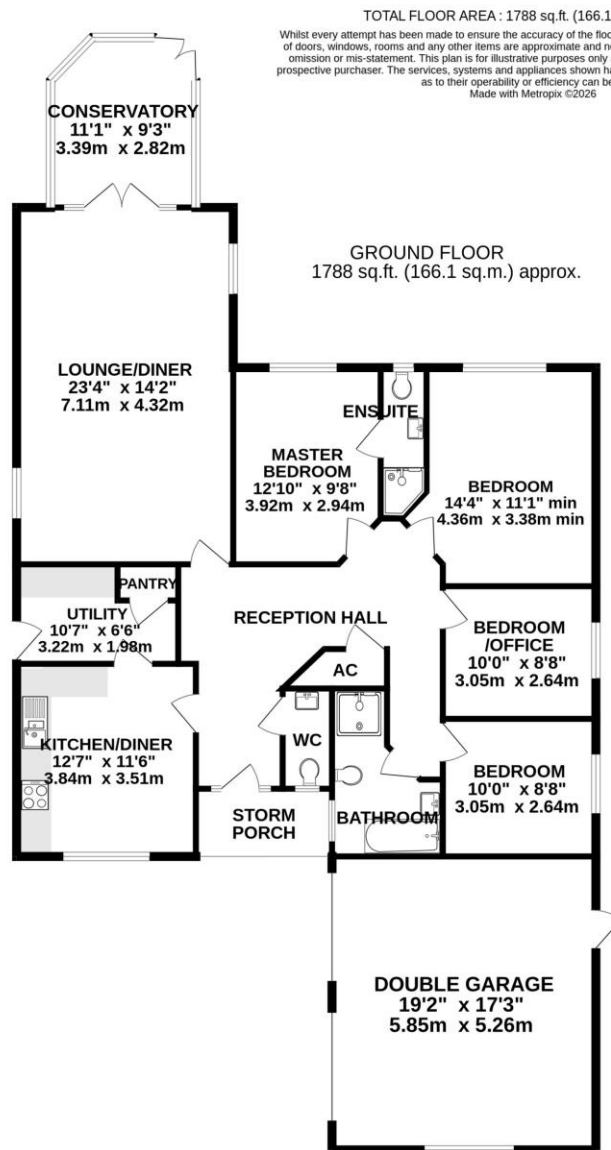 TOTAL FLOOR AREA : 1788 sq.ft. (166.1
Whilst every attempt has been made to ensure the accuracy of the
of doors, windows, rooms and any other items are approximate and
omission or mis-statement. This plan is for illustrative purposes only
prospective purchaser. The services, systems and appliances shown
as to their operability or efficiency can be
Made with Metropix ©2026
CONSERVATORY
11'1" x 9'3"
3.39m x 2.82m
GROUND FLOOR
1788 sq.ft. (166.1 sq.m.) approx.
LOUNGE/DINER
23'4" x 14'2"
7.11m x 4.32m
ENSUITE
MASTER
BEDROOM
12'10" x 9'8"
3.92m x 2.94m
BEDROOM
14'4" x 11'1" min
4.36m x 3.38m min
PANTRY
UTILITY
10'7" x 6'6"
3.22m x 1.98m
RECEPTION HALL
BEDROOM
/OFFICE
10'0" x 8'8"
3.05m x 2.64m
AC
WC
KITCHEN/DINER
12'7" x 11'6"
3.84m x 3.51m
BEDROOM
10'0" x 8'8"
3.05m x 2.64m
STORM
PORCH
BATHROOM
DOUBLE GARAGE
19'2" x 17'3"
5.85m x 5.26m